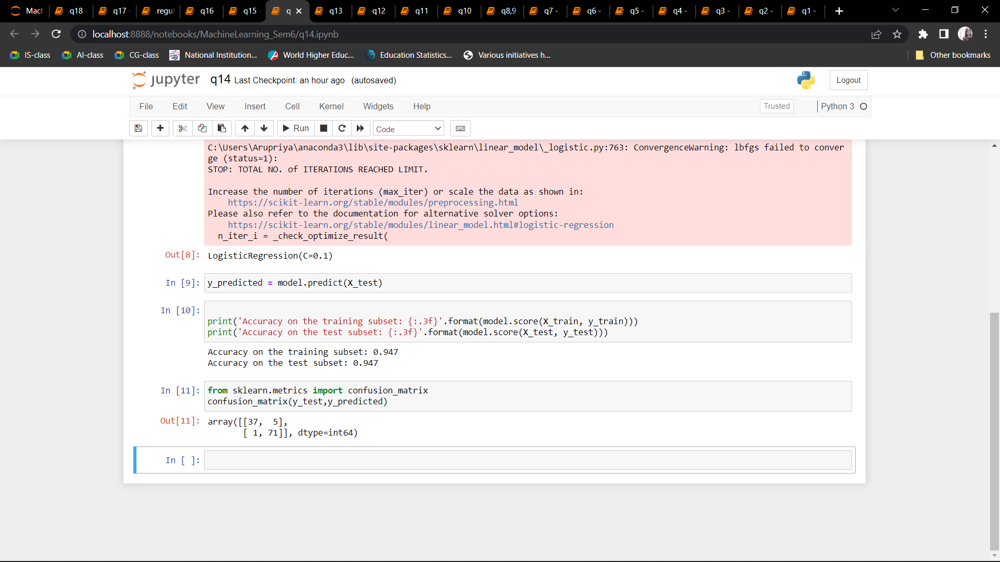 Mach q18 - q17 - regul q16 - q15 - q q13 - q12 - q11 - q10 - q8,9 q7 - q6 - q5 - q4 - q3 - q2 - q1 -
localhost:8888/notebooks/MachineLearning_Sem6/q14.ipynb
IS-class AI-class CG-class National Institution... World Higher Educ... Education Statistics... Various initiatives h... Other bookmarks
jupyter q14 Last Checkpoint: an hour ago (autosaved) Logout
File Edit View Insert Cell Kernel Widgets Help Trusted Python 3
Run Code
C:\Users\Arupriya\anaconda3\lib\site-packages\sklearn\linear_model\_logistic.py:763: ConvergenceWarning: lbfgs failed to conver
ge (status=1):
STOP: TOTAL NO. of ITERATIONS REACHED LIMIT.
Increase the number of iterations (max_iter) or scale the data as shown in:
https://scikit-learn.org/stable/modules/preprocessing.html
Please also refer to the documentation for alternative solver options:
https://scikit-learn.org/stable/modules/linear_model.html#logistic-regression
n_iter_i = _check_optimize_result(
Out[8]: LogisticRegression(C=0.1)
In [9]: y_predicted = model.predict(X_test)
In [10]:
print('Accuracy on the training subset: {:.3f}'.format(model.score(X_train, y_train)))
print('Accuracy on the test subset: {:.3f}'.format(model.score(X_test, y_test)))
Accuracy on the training subset: 0.947
Accuracy on the test subset: 0.947
In [11]: from sklearn.metrics import confusion_matrix
confusion_matrix(y_test,y_predicted)
Out[11]: array([[37,  5],
[ 1, 71]], dtype=int64)
In [ ]: